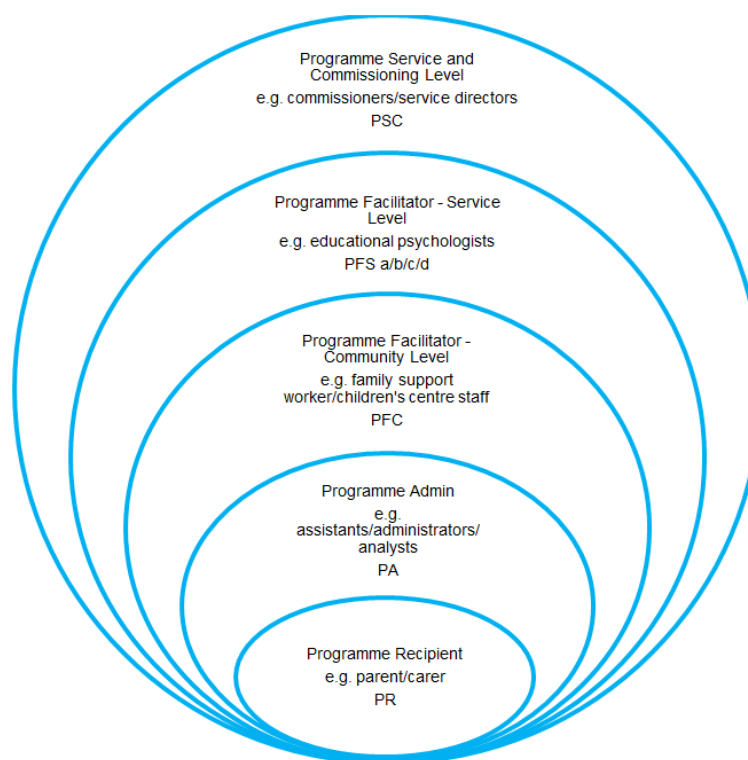 Programme Service and
Commissioning Level
e.g. commissioners/service directors
PSC
Programme Facilitator - Service
Level
e.g. educational psychologists
PFS a/b/c/d
Programme Facilitator -
Community Level
e.g. family support
worker/children's centre staff
PFC
Programme Admin
e.g.
assistants/administrators/
analysts
PA
Programme Recipient
e.g. parent/carer
PR